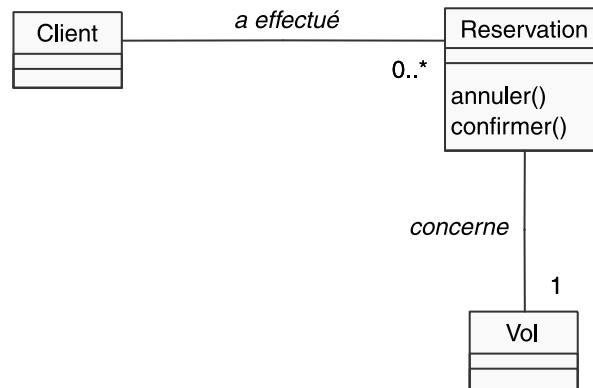 Client
a effectué
Reservation
0..*
annuler()
confirmer()
concerne
1
Vol